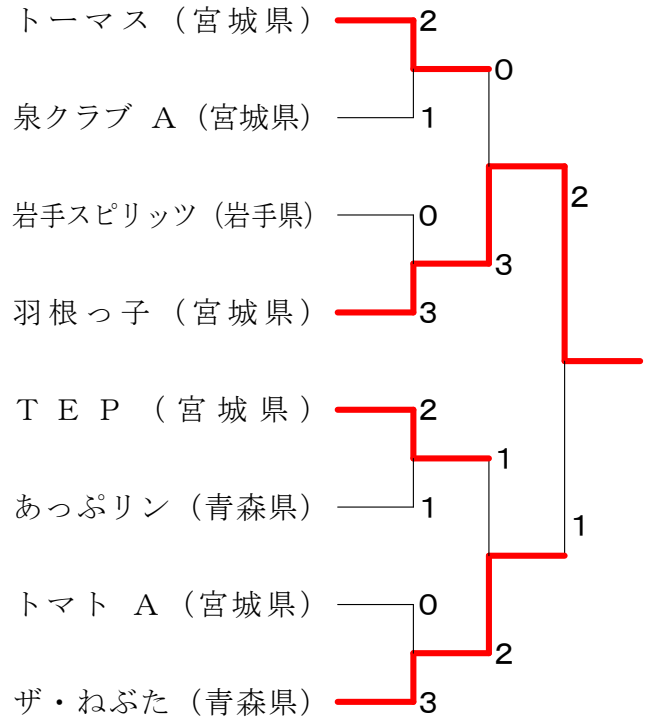 トーマス（宮城県）
2
0
泉クラブ A（宮城県）
1
2
岩手スピリッツ（岩手県）
0
3
羽根っ子（宮城県）
3
TEP（宮城県）
2
1
あっぷリン（青森県）
1
1
トマト A（宮城県）
0
2
ザ・ねぶた（青森県）
3